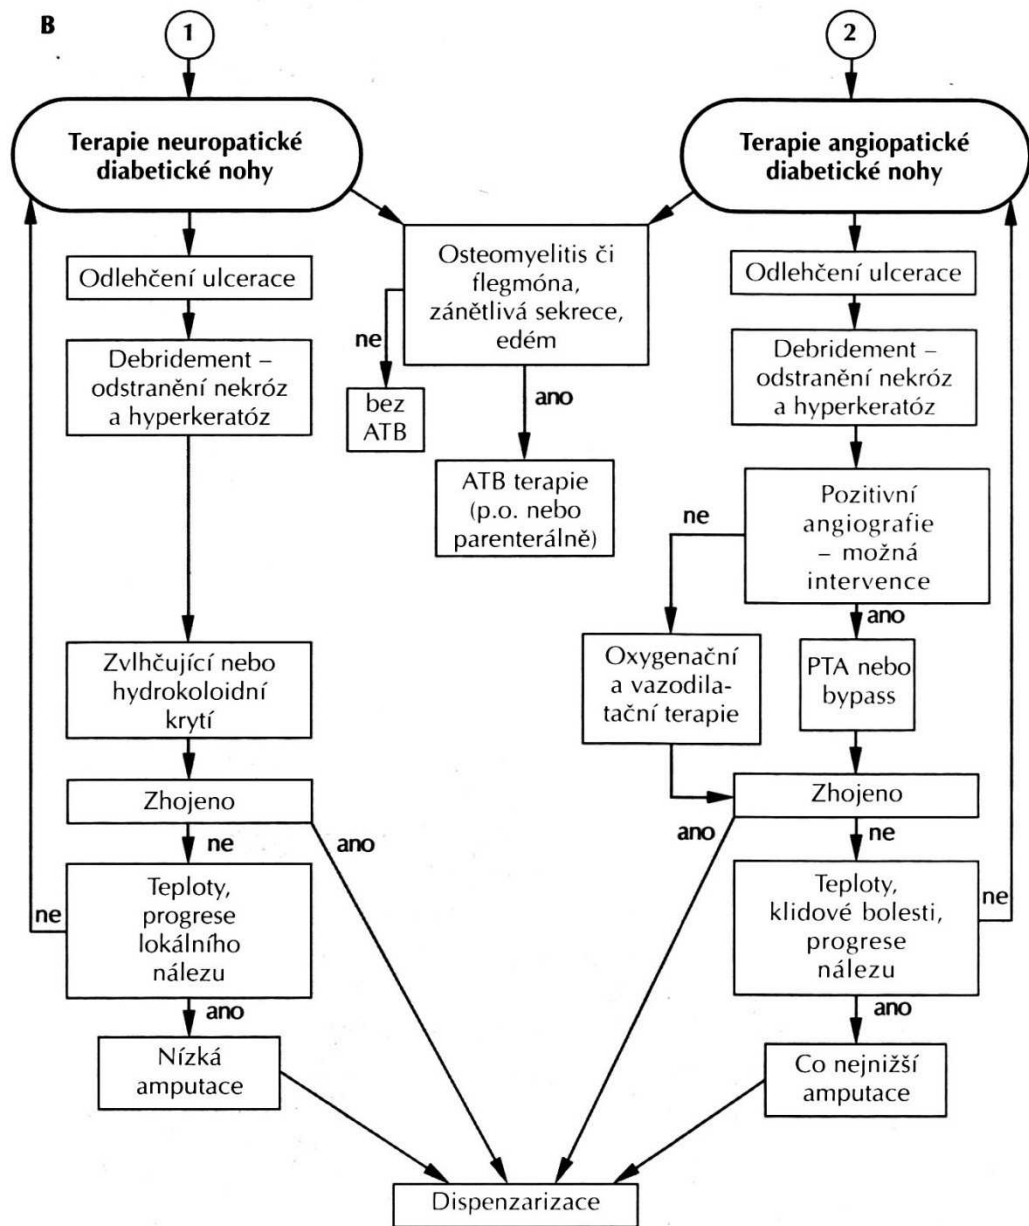 B
1
2
Terapie neuropatické
diabetické nohy
Terapie angiopatické
diabetické nohy
Odlehčení ulcerace
Osteomyelitis či
flegmóna,
zánětlivá sekrece,
edém
Odlehčení ulcerace
ne
ano
Debridement –
odstranění nekróz
a hyperkeratóz
bez
ATB
ATB terapie
(p.o. nebo
parenterálně)
Debridement –
odstranění nekróz
a hyperkeratóz
Pozitivní
angiografie
– možná
intervence
ne
ano
Zvlhčující nebo
hydrokoloidní
krytí
Oxygenační
a vazodila-
tační terapie
PTA nebo
bypass
Zhojeno
ne
ano
Zhojeno
ano
ne
Teploty,
progrese
lokálního
nálezu
ne
ano
Teploty,
klidové bolesti,
progrese
nálezu
ne
ano
Nízká
amputace
Co nejnižší
amputace
Dispenzarizace